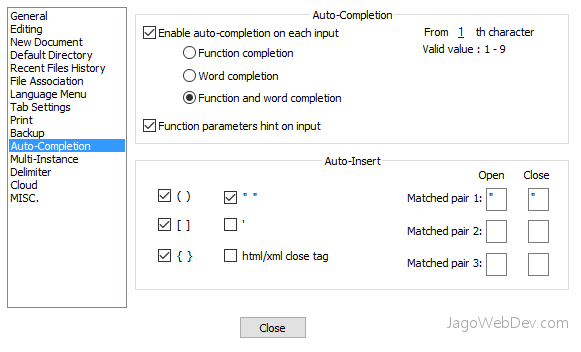 General
Editing
New Document
Default Directory
Recent Files History
File Association
Language Menu
Tab Settings
Print
Backup
Auto-Completion
Multi-Instance
Delimiter
Cloud
MISC.
Auto-Completion
Enable auto-completion on each input
From 1 th character
Valid value : 1 - 9
Function completion
Word completion
Function and word completion
Function parameters hint on input
Auto-Insert
Open Close
( ) " " Matched pair 1: " "
[ ] ' Matched pair 2:
{ } html/xml close tag Matched pair 3:
Close
JagoWebDev.com